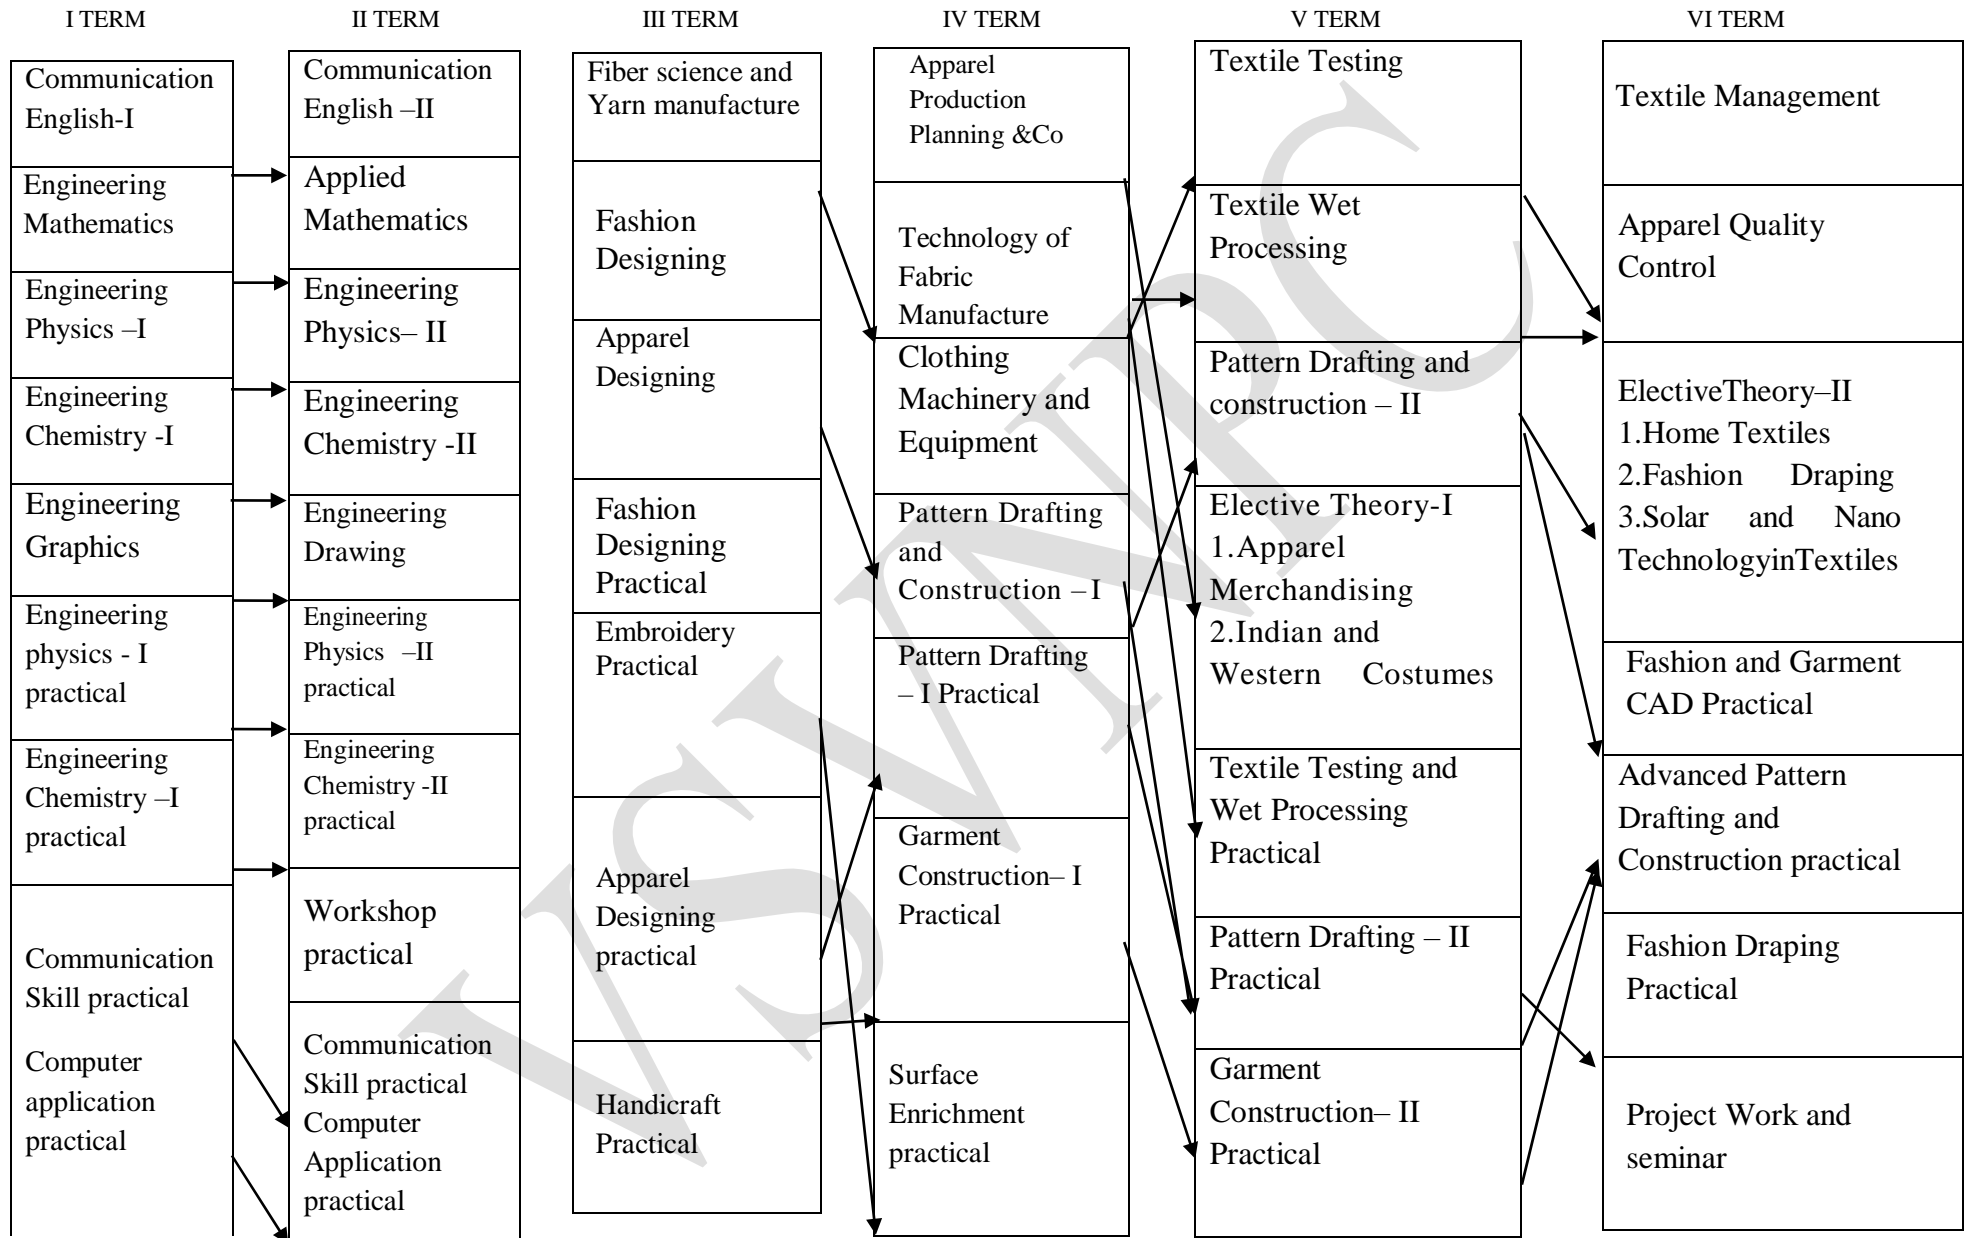 I TERM
II TERM
III TERM
IV TERM
V TERM
VI TERM
Communication
English-I
Engineering
Mathematics
Engineering
Physics –I
Engineering
Chemistry -I
Engineering
Graphics
Engineering
physics - I
practical
Engineering
Chemistry –I
practical
Communication
Skill practical
Computer
application
practical
Communication
English –II
Applied
Mathematics
Engineering
Physics– II
Engineering
Chemistry -II
Engineering
Drawing
Engineering
Physics –II
practical
Engineering
Chemistry -II
practical
Workshop
practical
Communication
Skill practical
Computer
Application
practical
Fiber science and
Yarn manufacture
Fashion
Designing
Apparel
Designing
Fashion
Designing
Practical
Embroidery
Practical
Apparel
Designing
practical
Handicraft
Practical
Apparel
Production
Planning &Co
Technology of
Fabric
Manufacture
Clothing
Machinery and
Equipment
Pattern Drafting
and
Construction – I
Pattern Drafting
– I Practical
Garment
Construction– I
Practical
Surface
Enrichment
practical
Textile Testing
Textile Wet
Processing
Pattern Drafting and
construction – II
Elective Theory-I
1.Apparel
Merchandising
2.Indian and
Western Costumes
Textile Testing and
Wet Processing
Practical
Pattern Drafting – II
Practical
Garment
Construction– II
Practical
Textile Management
Apparel Quality
Control
ElectiveTheory–II
1.Home Textiles
2.Fashion Draping
3.Solar and Nano
TechnologyinTextiles
Fashion and Garment
CAD Practical
Advanced Pattern
Drafting and
Construction practical
Fashion Draping
Practical
Project Work and
seminar
VSVNPC